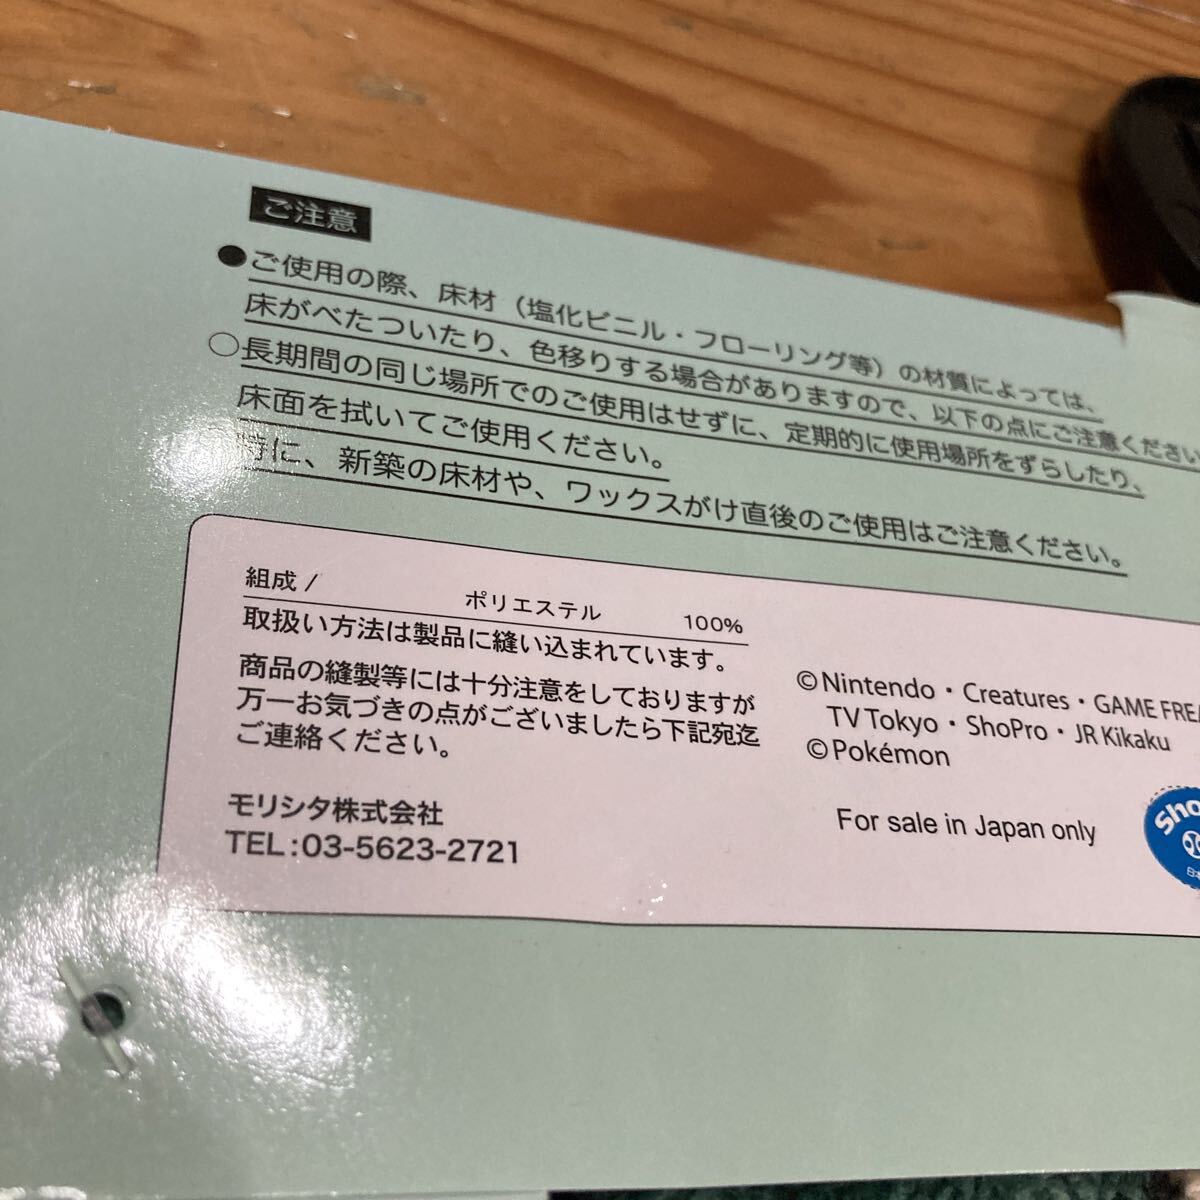 ご注意
●ご使用の際、床材（塩化ビニル・フローリング等）の材質によっては、
床がべたついたり、色移りする場合がありますので、以下の点にご注意ください
○長期間の同じ場所でのご使用はせずに、定期的に使用場所をずらしたり、
床面を拭いてご使用ください。
特に、新築の床材や、ワックスがけ直後のご使用はご注意ください。
組成 / ポリエステル 100%
取扱い方法は製品に縫い込まれています。
商品の縫製等には十分注意をしておりますが
万一お気づきの点がございましたら下記宛迄
ご連絡ください。
モリシタ株式会社
TEL:03-5623-2721
©Nintendo・Creatures・GAME FREA
TV Tokyo・ShoPro・JR Kikaku
©Pokémon
For sale in Japan only
Sho
日本